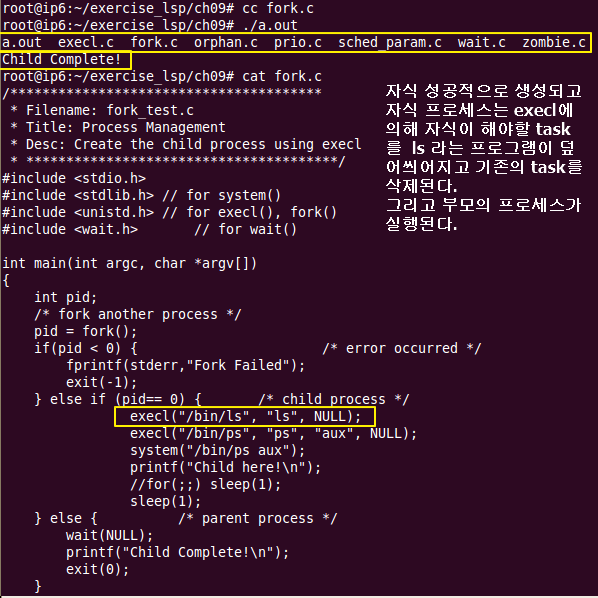 root@ip6:~/exercise_lsp/ch09# cc fork.c
root@ip6:~/exercise_lsp/ch09# ./a.out
a.out  execl.c  fork.c  orphan.c  prio.c  sched_param.c  wait.c  zombie.c
Child Complete!
root@ip6:~/exercise_lsp/ch09# cat fork.c
/***************************************
 * Filename: fork_test.c
 * Title: Process Management
 * Desc: Create the child process using execl
 * **************************************/
#include <stdio.h>
#include <stdlib.h> // for system()
#include <unistd.h> // for execl(), fork()
#include <wait.h>       // for wait()
자식 성공적으로 생성되고
자식 프로세스는 execl에
의해 자식이 해야할 task
를  ls 라는 프로그램이 덮
어씌어지고 기존의 task를
삭제된다.
그리고 부모의 프로세스가
실행된다.
int main(int argc, char *argv[])
{
    int pid;
    /* fork another process */
    pid = fork();
    if(pid < 0) {                       /* error occurred */
        fprintf(stderr,"Fork Failed");
        exit(-1);
    } else if (pid== 0) {       /* child process */
                execl("/bin/ls", "ls", NULL);
                execl("/bin/ps", "ps", "aux", NULL);
                system("/bin/ps aux");
                printf("Child here!\n");
                //for(;;) sleep(1);
                sleep(1);
    } else {          /* parent process */
        wait(NULL);
        printf("Child Complete!\n");
        exit(0);
    }